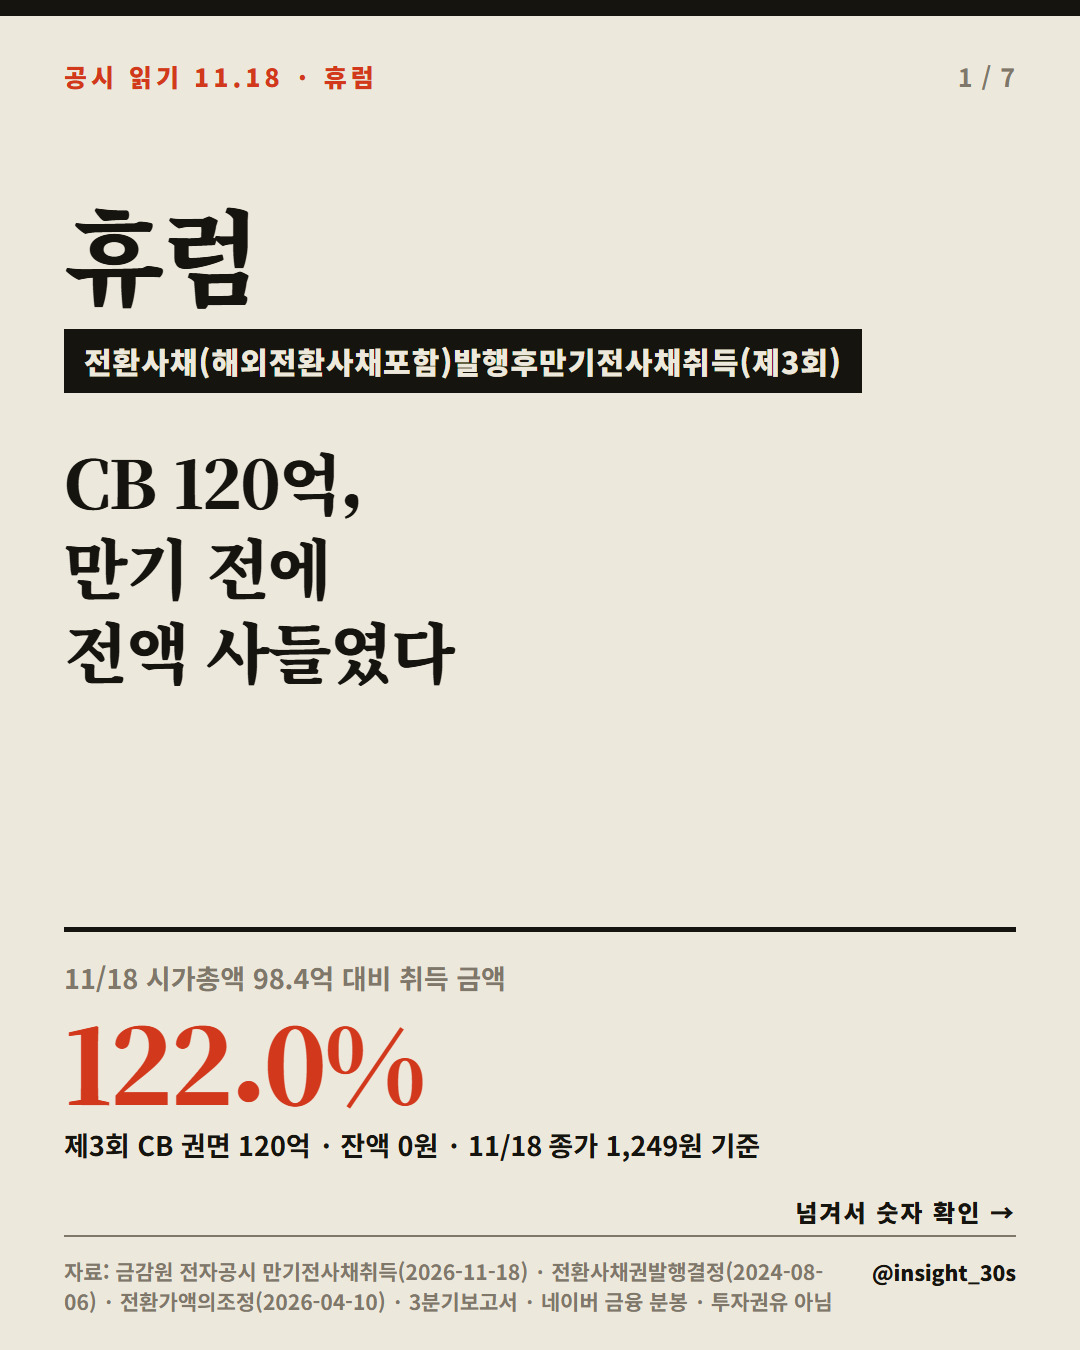 공시 읽기 11.18 · 휴럼
1 / 7
휴럼
전환사채(해외전환사채포함)발행후만기전사채취득(제3회)
CB 120억,
만기 전에
전액 사들였다
11/18 시가총액 98.4억 대비 취득 금액
122.0%
제3회 CB 권면 120억 · 잔액 0원 · 11/18 종가 1,249원 기준
넘겨서 숫자 확인 →
자료: 금감원 전자공시 만기전사채취득(2026-11-18) · 전환사채권발행결정(2024-08-
06) · 전환가액의조정(2026-04-10) · 3분기보고서 · 네이버 금융 분봉 · 투자권유 아님
@insight_30s